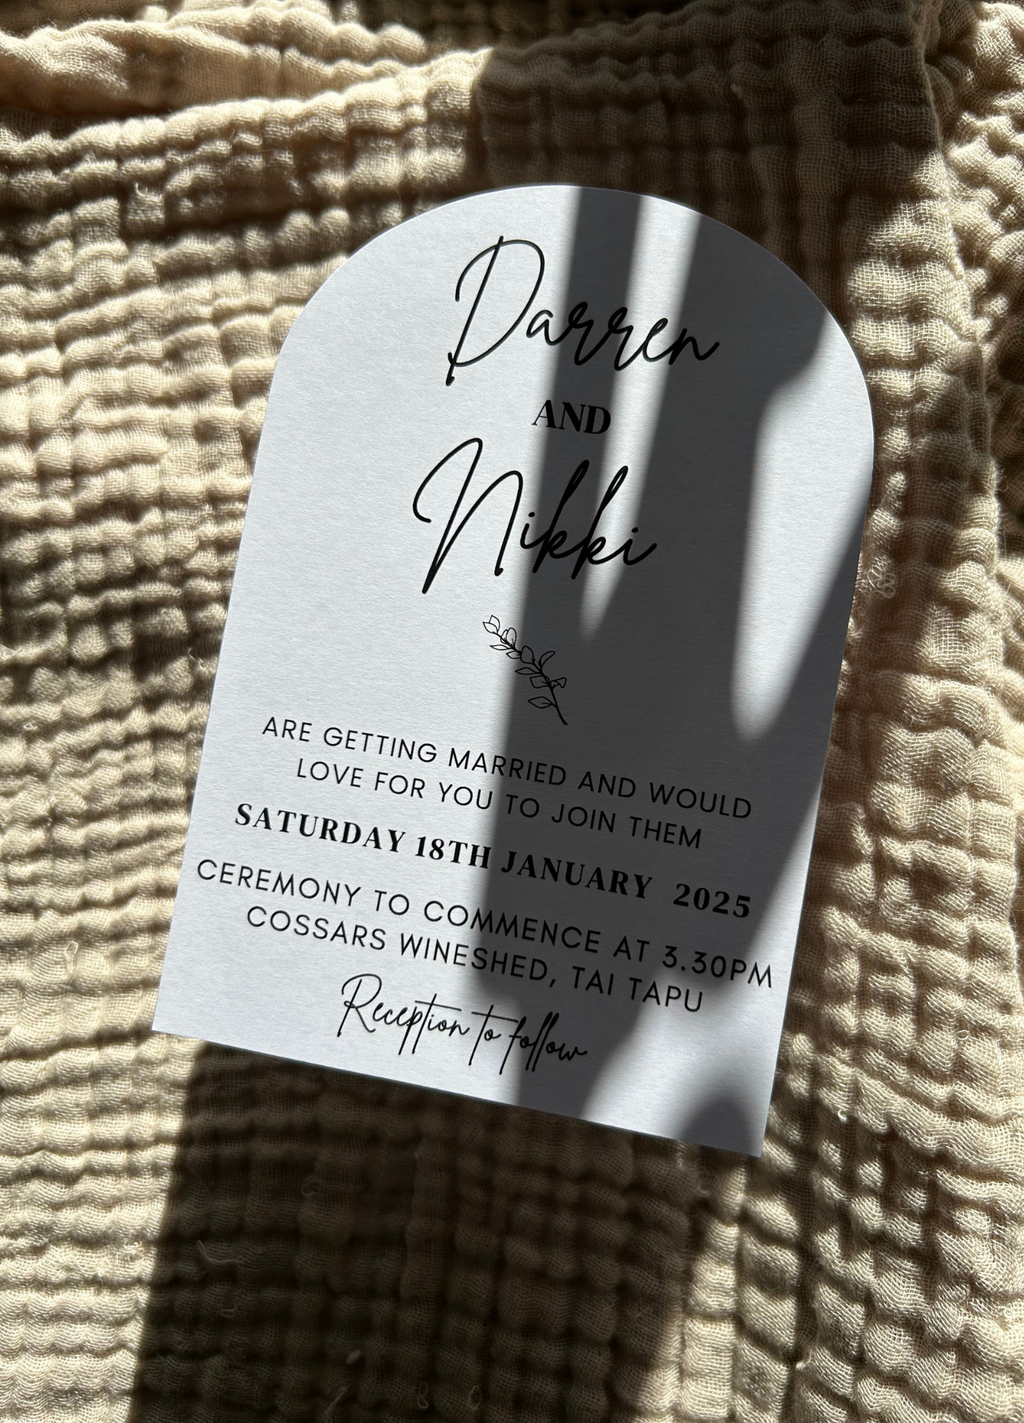 Darren
AND
Nikki
ARE GETTING MARRIED AND WOULD
LOVE FOR YOU TO JOIN THEM
SATURDAY 18TH JANUARY 2025
CEREMONY TO COMMENCE AT 3.30PM
COSSARS WINESHED, TAI TAPU
Reception to follow